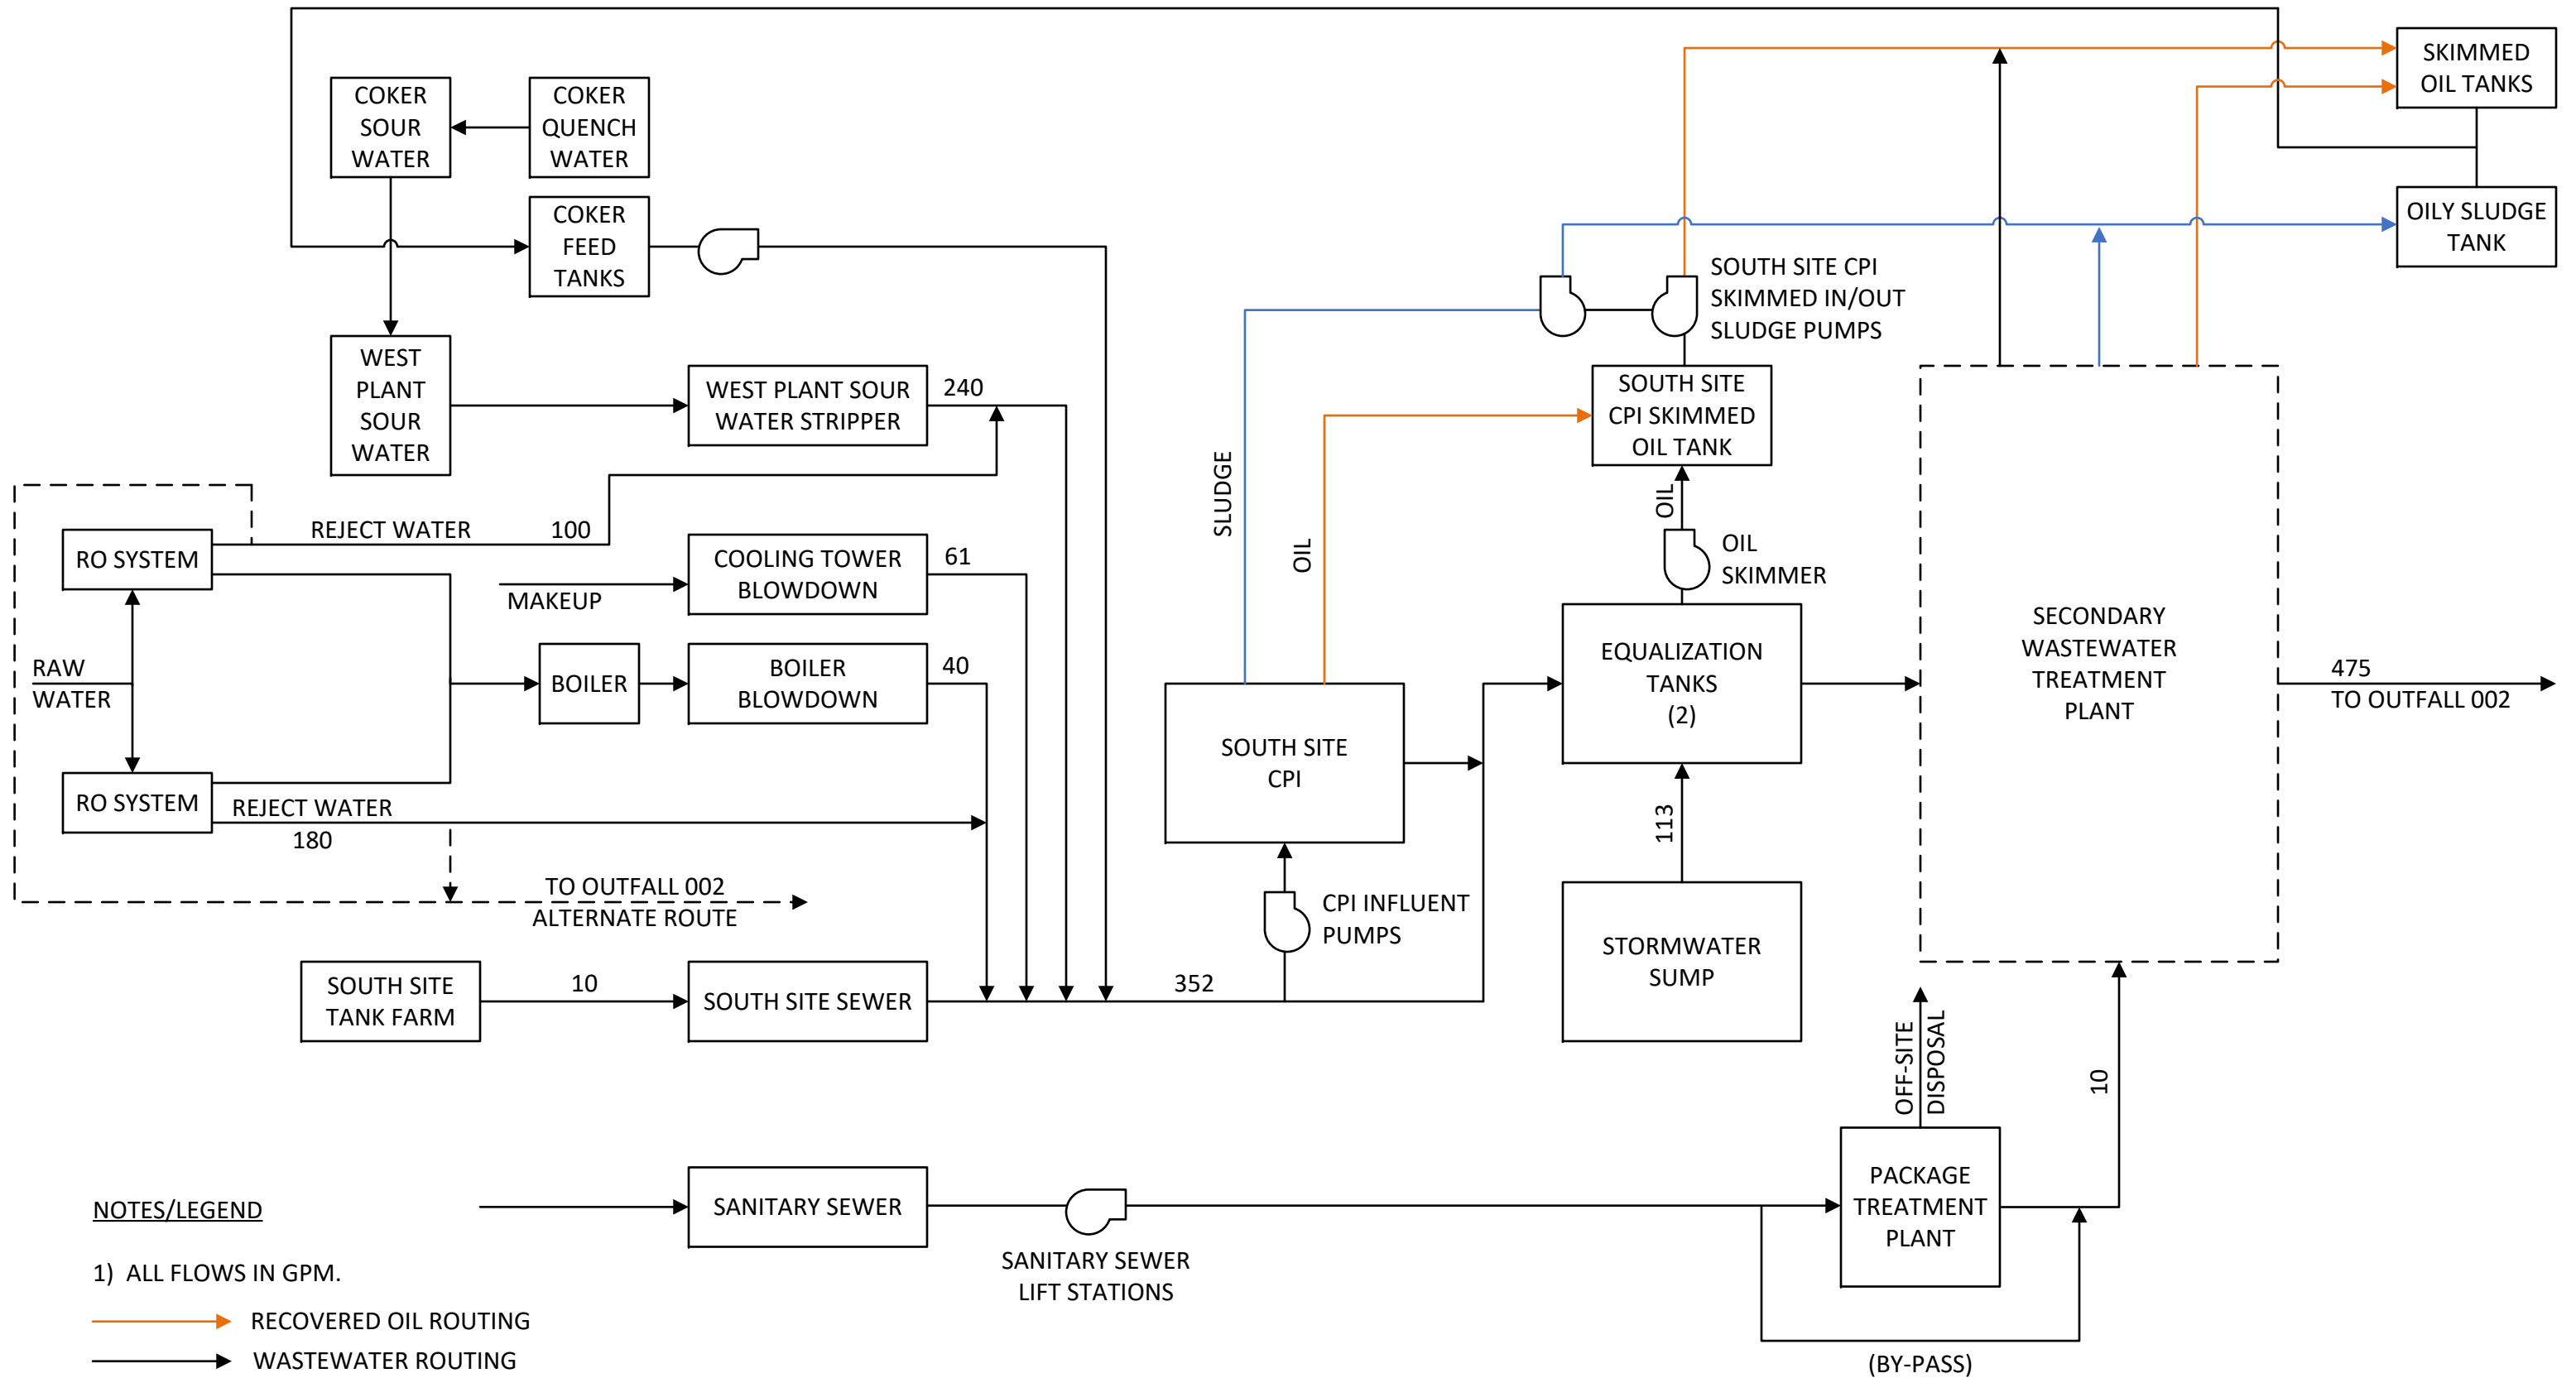 SKIMMED
OIL TANKS
COKER
SOUR
WATER
COKER
QUENCH
WATER
COKER
FEED
TANKS
OILY SLUDGE
TANK
SOUTH SITE CPI
SKIMMED IN/OUT
SLUDGE PUMPS
WEST
PLANT
SOUR
WATER
WEST PLANT SOUR
WATER STRIPPER
240
SOUTH SITE
CPI SKIMMED
OIL TANK
SLUDGE
OIL
OIL
OIL
SKIMMER
RO SYSTEM
REJECT WATER
100
COOLING TOWER
BLOWDOWN
61
MAKEUP
RAW
WATER
BOILER
BOILER
BLOWDOWN
40
SOUTH SITE
CPI
EQUALIZATION
TANKS
(2)
SECONDARY
WASTEWATER
TREATMENT
PLANT
475
TO OUTFALL 002
RO SYSTEM
REJECT WATER
180
113
TO OUTFALL 002
ALTERNATE ROUTE
CPI INFLUENT
PUMPS
STORMWATER
SUMP
SOUTH SITE
TANK FARM
10
SOUTH SITE SEWER
352
OFF-SITE
DISPOSAL
10
SANITARY SEWER
SANITARY SEWER
LIFT STATIONS
PACKAGE
TREATMENT
PLANT
(BY-PASS)
NOTES/LEGEND
1) ALL FLOWS IN GPM.
RECOVERED OIL ROUTING
WASTEWATER ROUTING